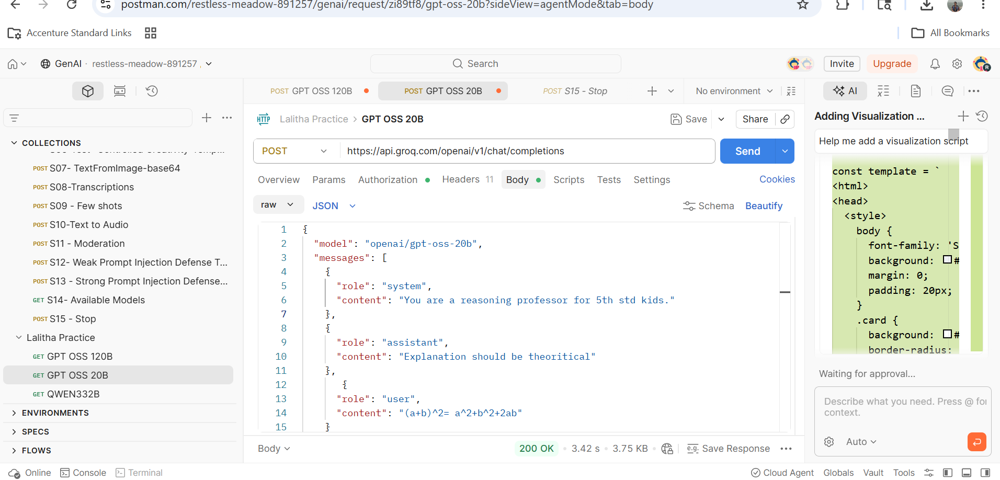 postman.com/restless-meadow-891257/genai/request/zi89tf8/gpt-oss-20b?sideView=agentMode&tab=body
Accenture Standard Links
All Bookmarks
GenAI · restless-meadow-891257
Search
Invite
Upgrade
COLLECTIONS
POST S07- TextFromImage-base64
POST S08-Transcriptions
POST S09 - Few shots
POST S10-Text to Audio
POST S11 - Moderation
POST S12- Weak Prompt Injection Defense T...
POST S13 - Strong Prompt Injection Defense...
GET S14- Available Models
POST S15 - Stop
Lalitha Practice
GET GPT OSS 120B
GET GPT OSS 20B
GET QWEN332B
ENVIRONMENTS
SPECS
FLOWS
POST GPT OSS 120B
POST GPT OSS 20B
POST S15 - Stop
No environment
HTTP Lalitha Practice > GPT OSS 20B
Save
Share
POST
https://api.groq.com/openai/v1/chat/completions
Send
Overview Params Authorization Headers 11 Body Scripts Tests Settings Cookies
raw JSON Schema Beautify
1 {
2 "model": "openai/gpt-oss-20b",
3 "messages": [
4 {
5 "role": "system",
6 "content": "You are a reasoning professor for 5th std kids."
7 },
8 {
9 "role": "assistant",
10 "content": "Explanation should be theoritical"
11 },
12 {
13 "role": "user",
14 "content": "(a+b)^2= a^2+b^2+2ab"
15 }
Body 200 OK • 3.42 s • 3.75 KB • e.g. Save Response
AI
Adding Visualization ...
Help me add a visualization script
const template = `
<html>
<head>
<style>
body {
font-family: 'S
background: #
margin: 0;
padding: 20px;
}
.card {
background: #
border-radius:
Waiting for approval...
Describe what you need. Press @ for
context.
Auto
Online Console Terminal
Cloud Agent Globals Vault Tools